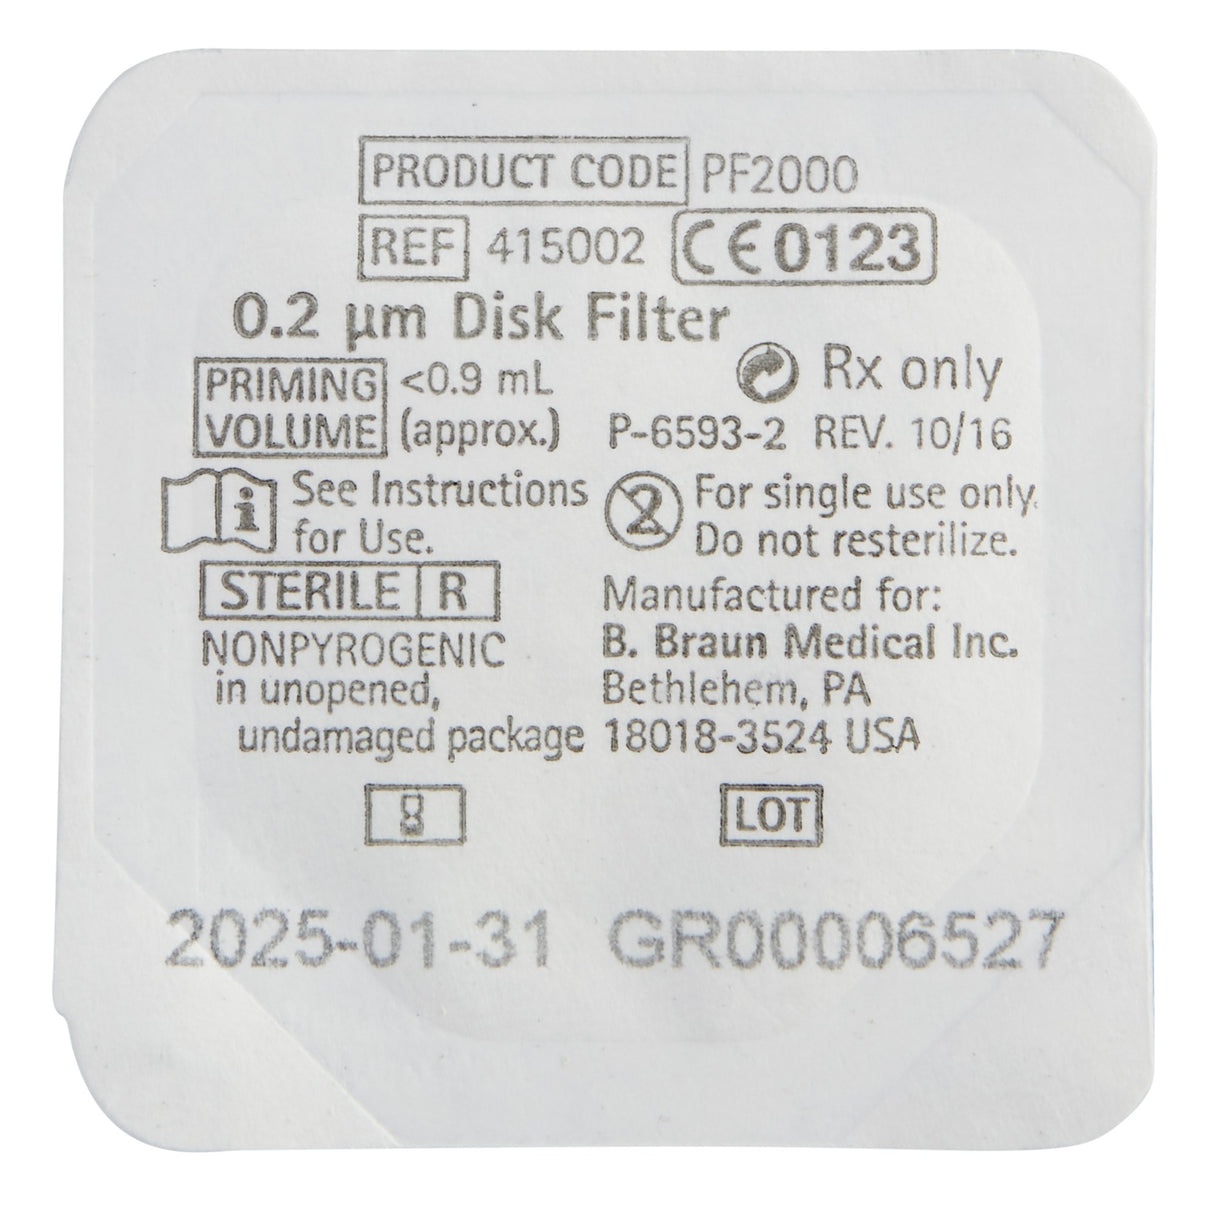 PRODUCT CODE PF2000
REF 415002 CE0123
0.2 µm Disk Filter
Rx only
PRIMING VOLUME <0.9 mL (approx.)
P-6593-2 REV. 10/16
i See Instructions
for Use.
2 For single use only.
Do not resterilize.
STERILE R
NONPYROGENIC
in unopened,
undamaged package
Manufactured for:
B. Braun Medical Inc.
Bethlehem, PA
18018-3524 USA
LOT
2025-01-31 GR00006527